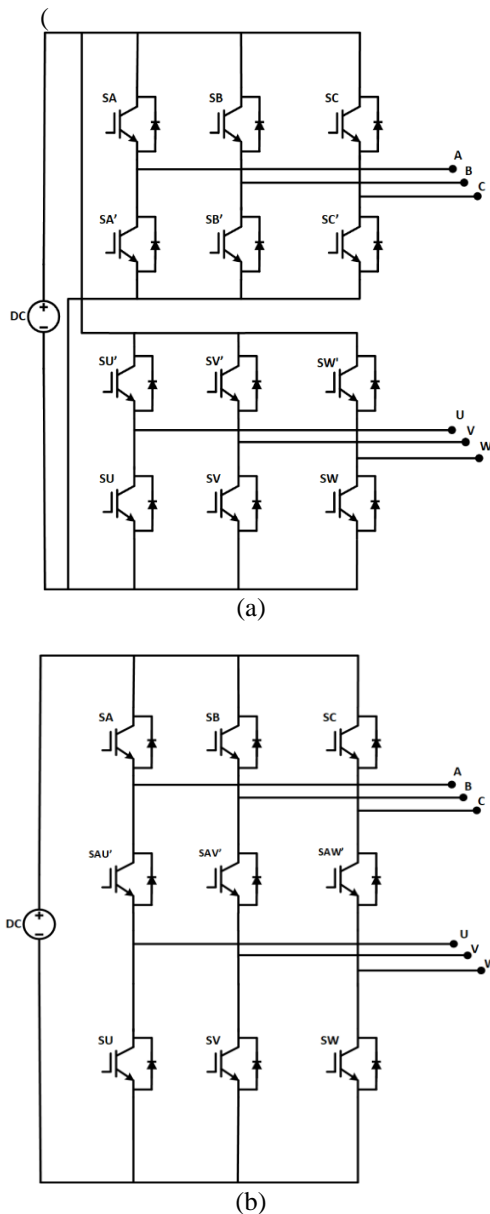 (
SA SB SC
A
B
C
SA' SB' SC'
DC + −
SU' SV' SW'
U
V
W
SU SV SW
(a)
SA SB SC
A
B
C
SAU' SAV' SAW'
DC + −
U
V
W
SU SV SW
(b)